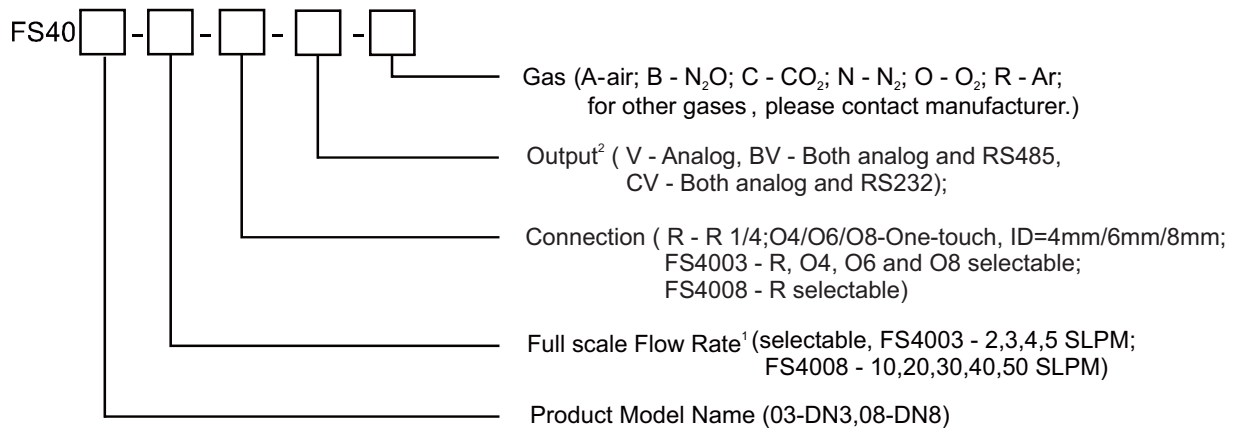 FS40 - - - -
Gas (A-air; B - N₂O; C - CO₂; N - N₂; O - O₂; R - Ar;
for other gases , please contact manufacturer.)
Output² ( V - Analog, BV - Both analog and RS485,
CV - Both analog and RS232);
Connection ( R - R 1/4;O4/O6/O8-One-touch, ID=4mm/6mm/8mm;
FS4003 - R, O4, O6 and O8 selectable;
FS4008 - R selectable)
Full scale Flow Rate¹ (selectable, FS4003 - 2,3,4,5 SLPM;
FS4008 - 10,20,30,40,50 SLPM)
Product Model Name (03-DN3,08-DN8)